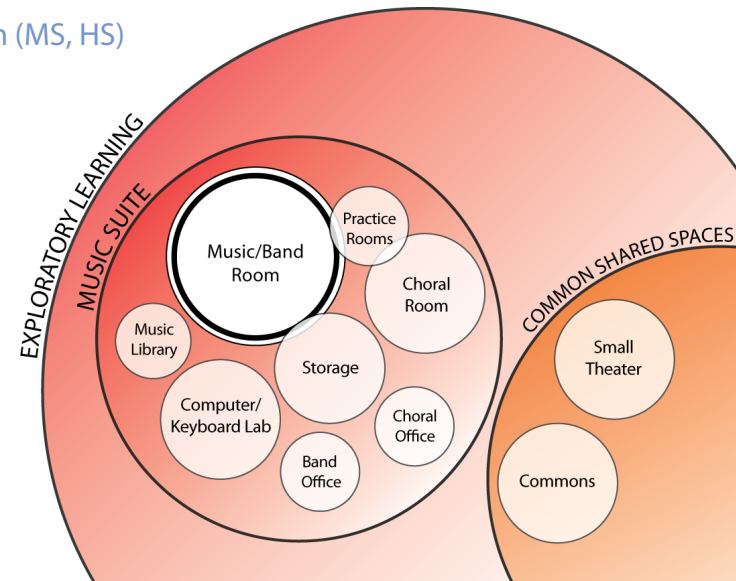 (MS, HS)
EXPLORATORY LEARNING
MUSIC SUITE
COMMON SHARED SPACES
Music/Band
Room
Practice
Rooms
Choral
Room
Music
Library
Storage
Computer/
Keyboard Lab
Choral
Office
Band
Office
Small
Theater
Commons